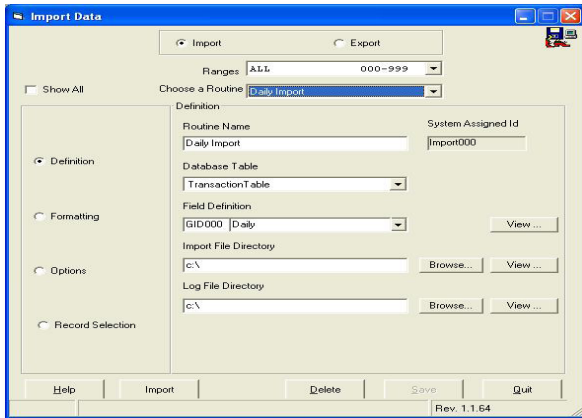 Import Data
Import Export
Ranges ALL 000-999
Show All Choose a Routine Daily Import
Definition
Routine Name System Assigned Id
Daily Import Import000
Definition
Database Table
TransactionTable
Formatting
Field Definition
GID000 Daily View ...
Import File Directory
Options
c:\ Browse... View ...
Log File Directory
c:\ Browse... View ...
Record Selection
Help Import Delete Save Quit
Rev. 1.1.64